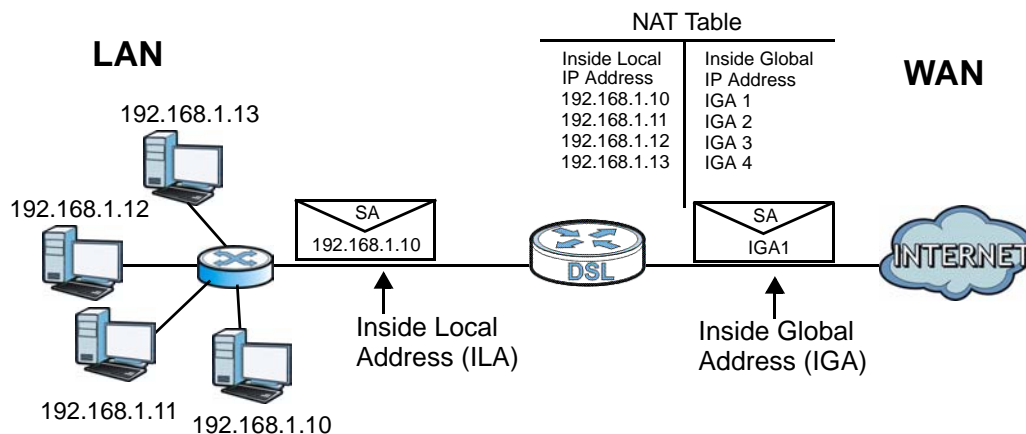 NAT Table
LAN
WAN
Inside Local
IP Address
192.168.1.10
192.168.1.11
192.168.1.12
192.168.1.13
Inside Global
IP Address
IGA 1
IGA 2
IGA 3
IGA 4
192.168.1.13
192.168.1.12
SA
192.168.1.10
SA
IGA1
DSL
INTERNET
Inside Local
Address (ILA)
Inside Global
Address (IGA)
192.168.1.11
192.168.1.10